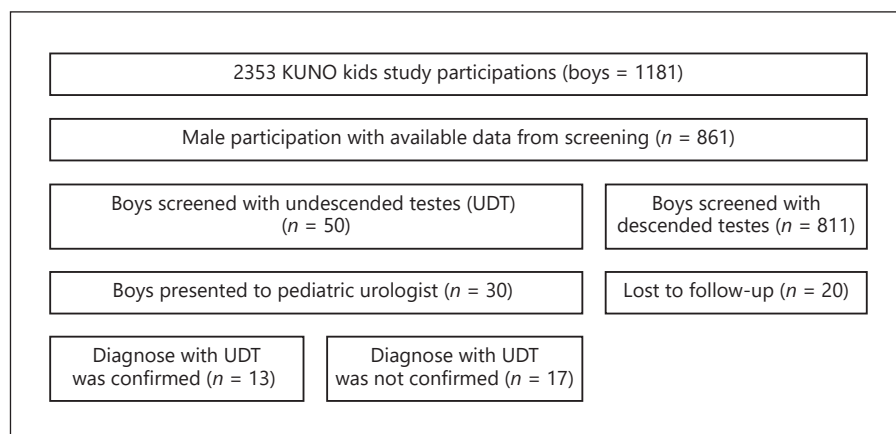 2353 KUNO kids study participations (boys = 1181)
Male participation with available data from screening (n = 861)
Boys screened with undescended testes (UDT)
(n = 50)
Boys screened with
descended testes (n = 811)
Boys presented to pediatric urologist (n = 30)
Lost to follow-up (n = 20)
Diagnose with UDT
was confirmed (n = 13)
Diagnose with UDT
was not confirmed (n = 17)